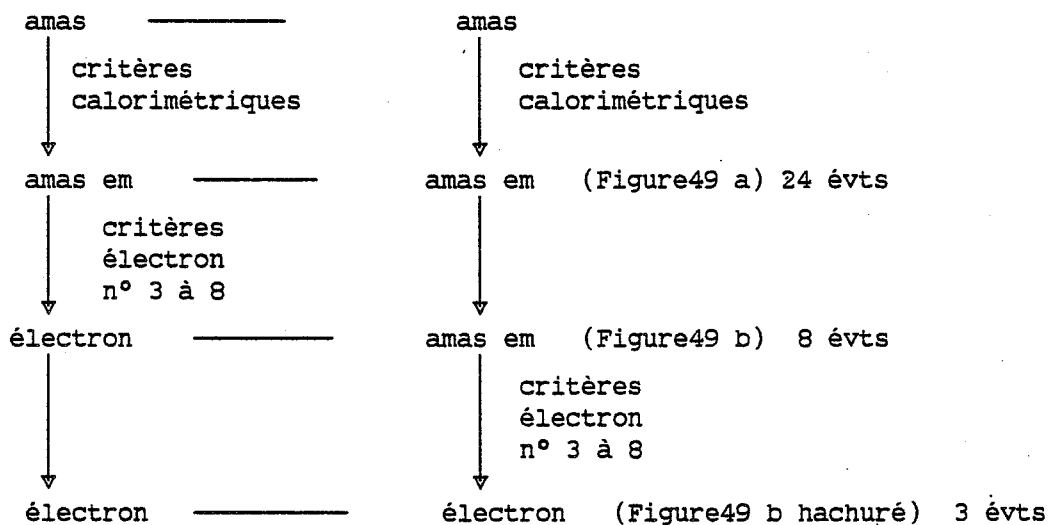 amas amas
critères critères
calorimétriques calorimétriques
amas em amas em (Figure49 a) 24 évts
critères
électron
n° 3 à 8
électron amas em (Figure49 b) 8 évts
critères
électron
n° 3 à 8
électron électron (Figure49 b hachuré) 3 évts